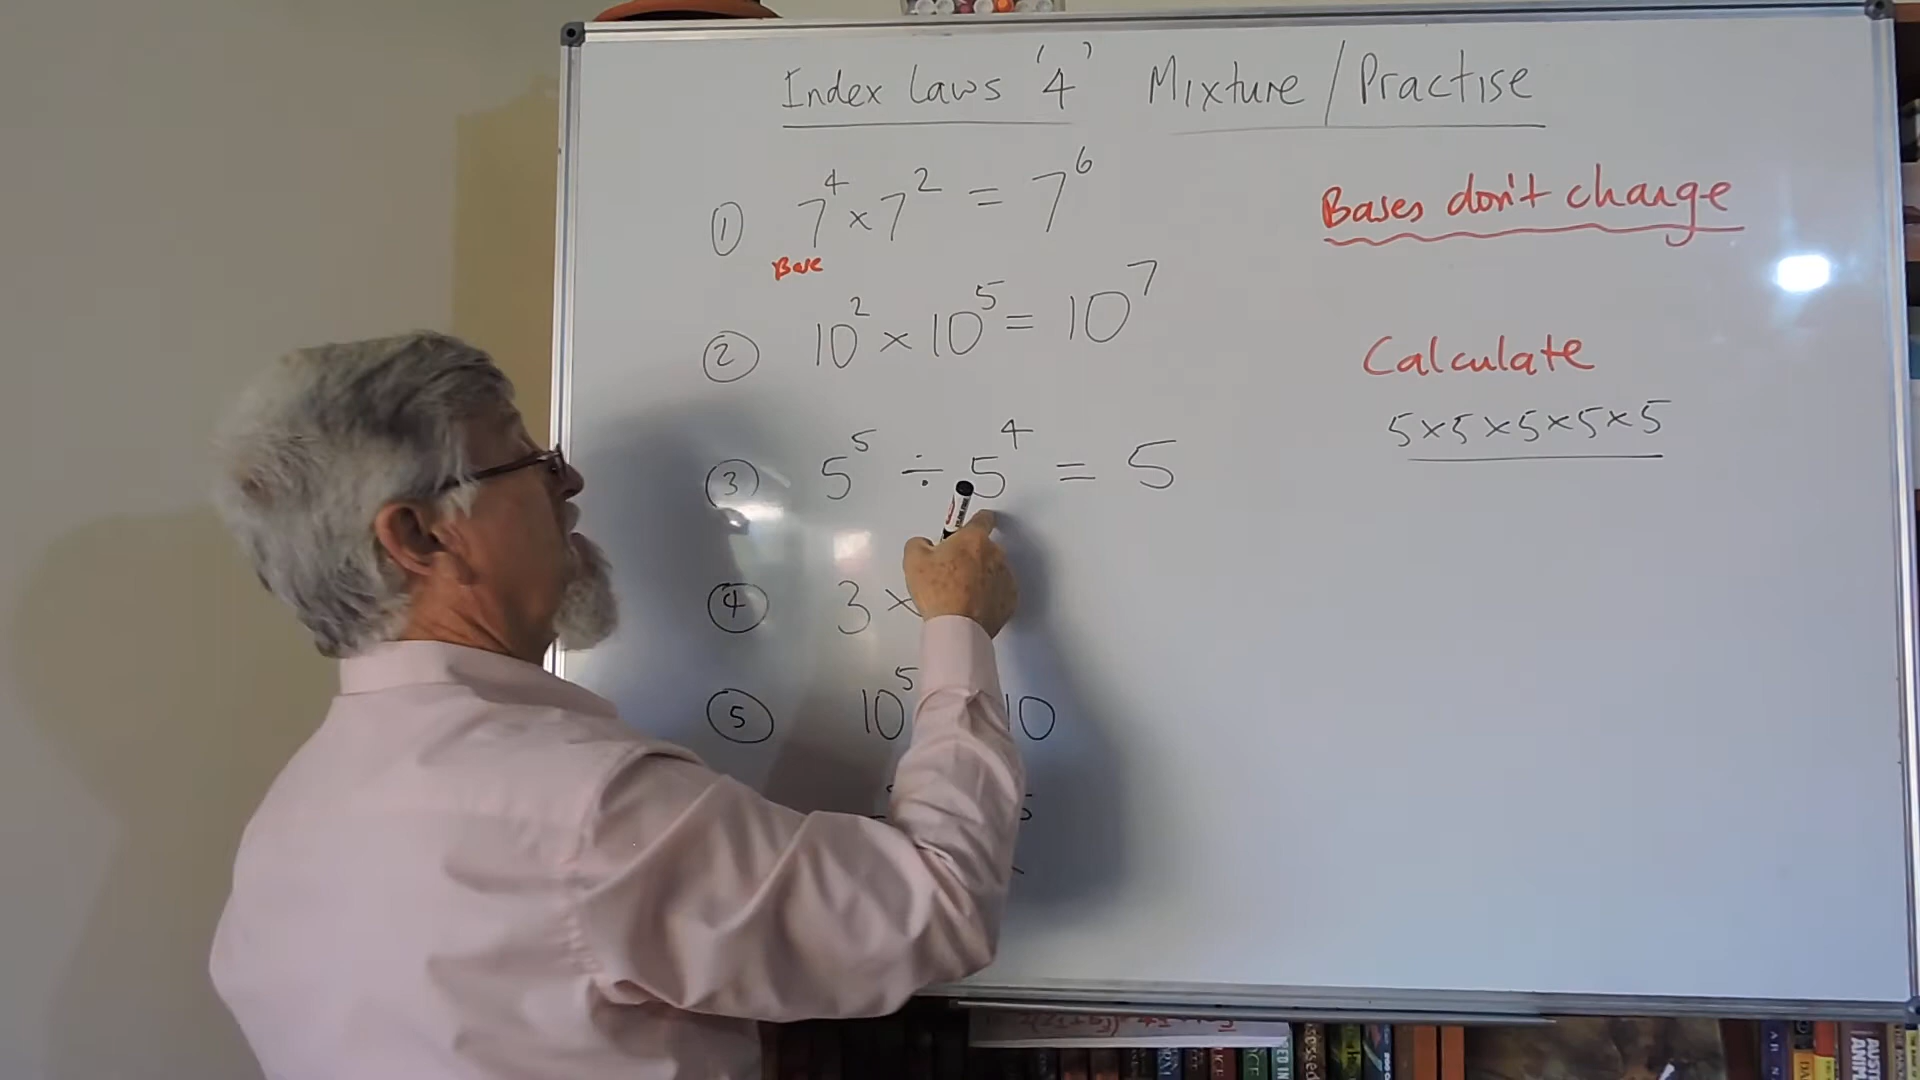 Index Laws '4' Mixture / Practise
① 7⁴ × 7² = 7⁶
Base
② 10² × 10⁵ = 10⁷
③ 5⁵ ÷ 5⁴ = 5
④ 3 ×
⑤ 10⁵ 10
5
Bases don't change
Calculate
5 × 5 × 5 × 5 × 5